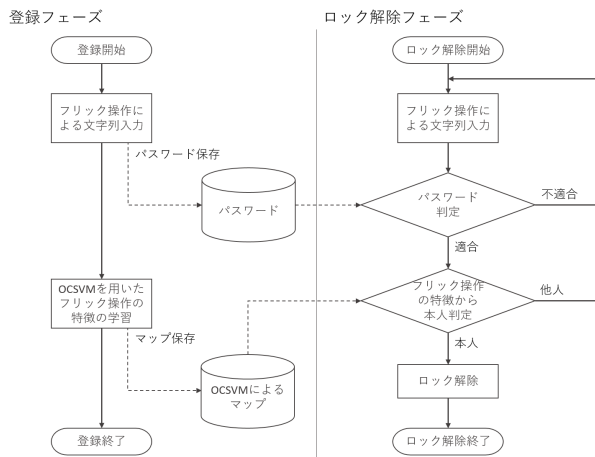 登録フェーズ
登録開始
フリック操作に
よる文字列入力
パスワード保存
パスワード
OCSVMを用いた
フリック操作の
特徴の学習
マップ保存
OCSVMによる
マップ
登録終了
ロック解除フェーズ
ロック解除開始
フリック操作に
よる文字列入力
パスワード
判定
不適合
適合
フリック操作
の特徴から
本人判定
他人
本人
ロック解除
ロック解除終了